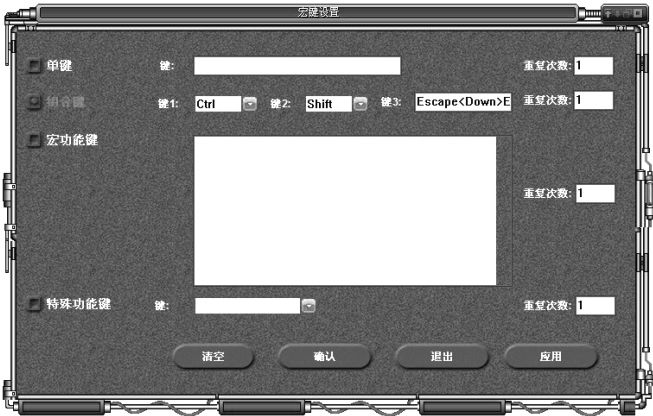 宏键设置
单键 键: 重复次数: 1
组合键 键1: Ctrl 键2: Shift 键3: Escape<Down>E 重复次数: 1
宏功能键
重复次数: 1
特殊功能键 键: 重复次数: 1
清空 确认 退出 应用